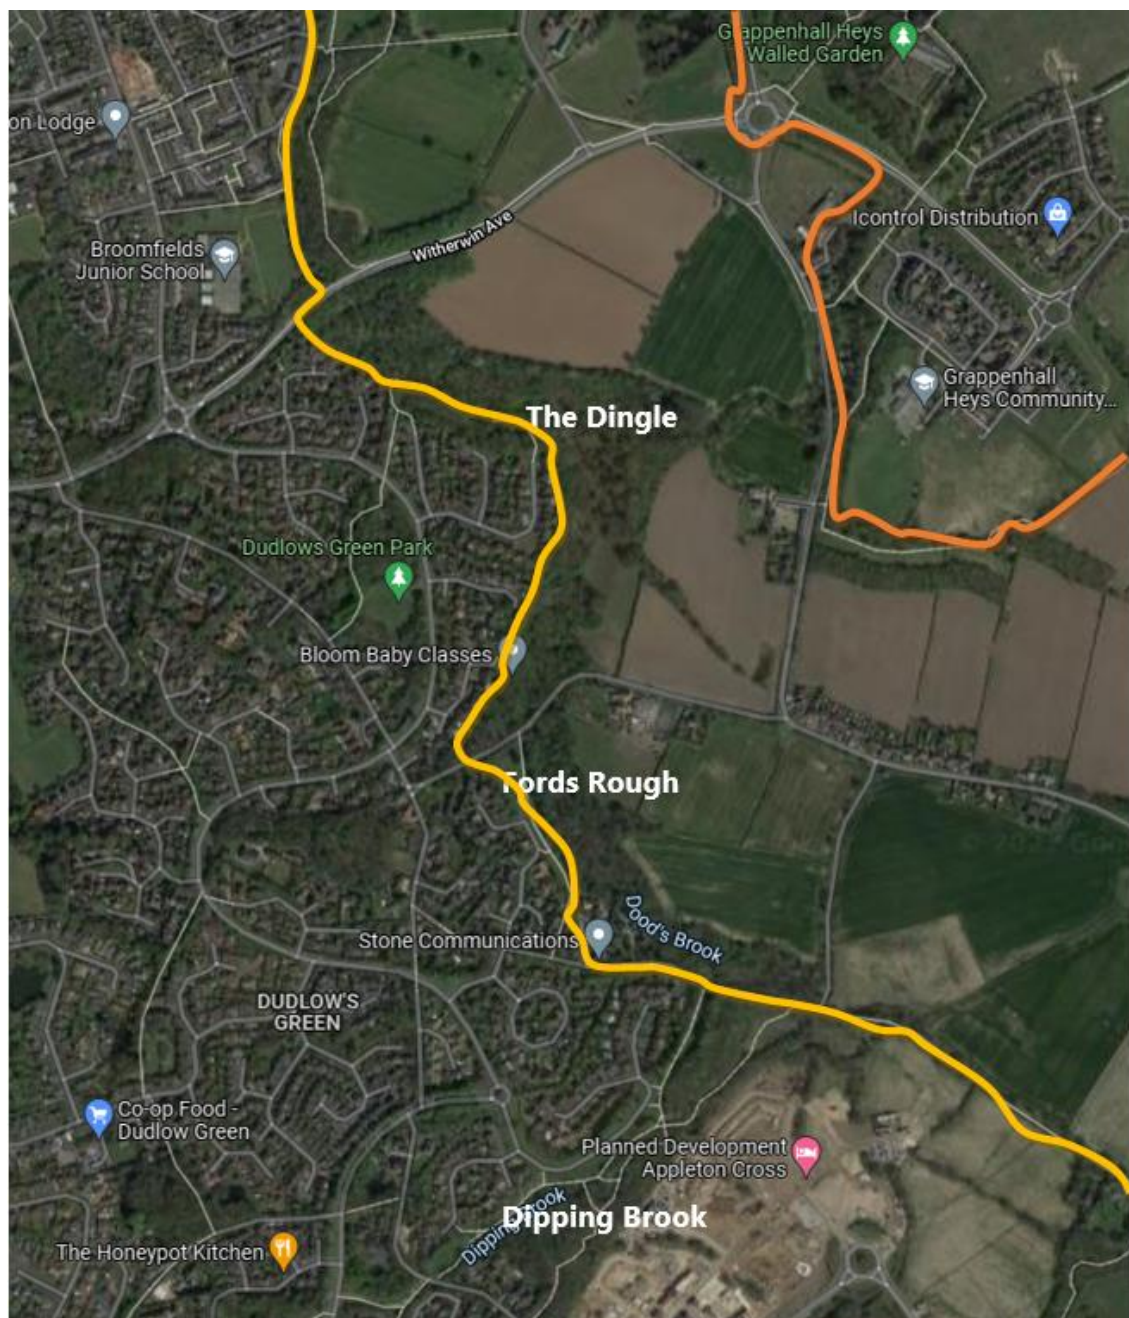 Grappenhall Heys
Walled Garden
on Lodge
Icontrol Distribution
Witherwin Ave
Broomfields
Junior School
Grappenhall
Heys Community...
The Dingle
Dudlows Green Park
Bloom Baby Classes
Fords Rough
Dood's Brook
Stone Communications
DUDLOW'S
GREEN
Co-op Food -
Dudlow Green
Planned Development
Appleton Cross
Dipping Brook
Dipping Brook
The Honeypot Kitchen